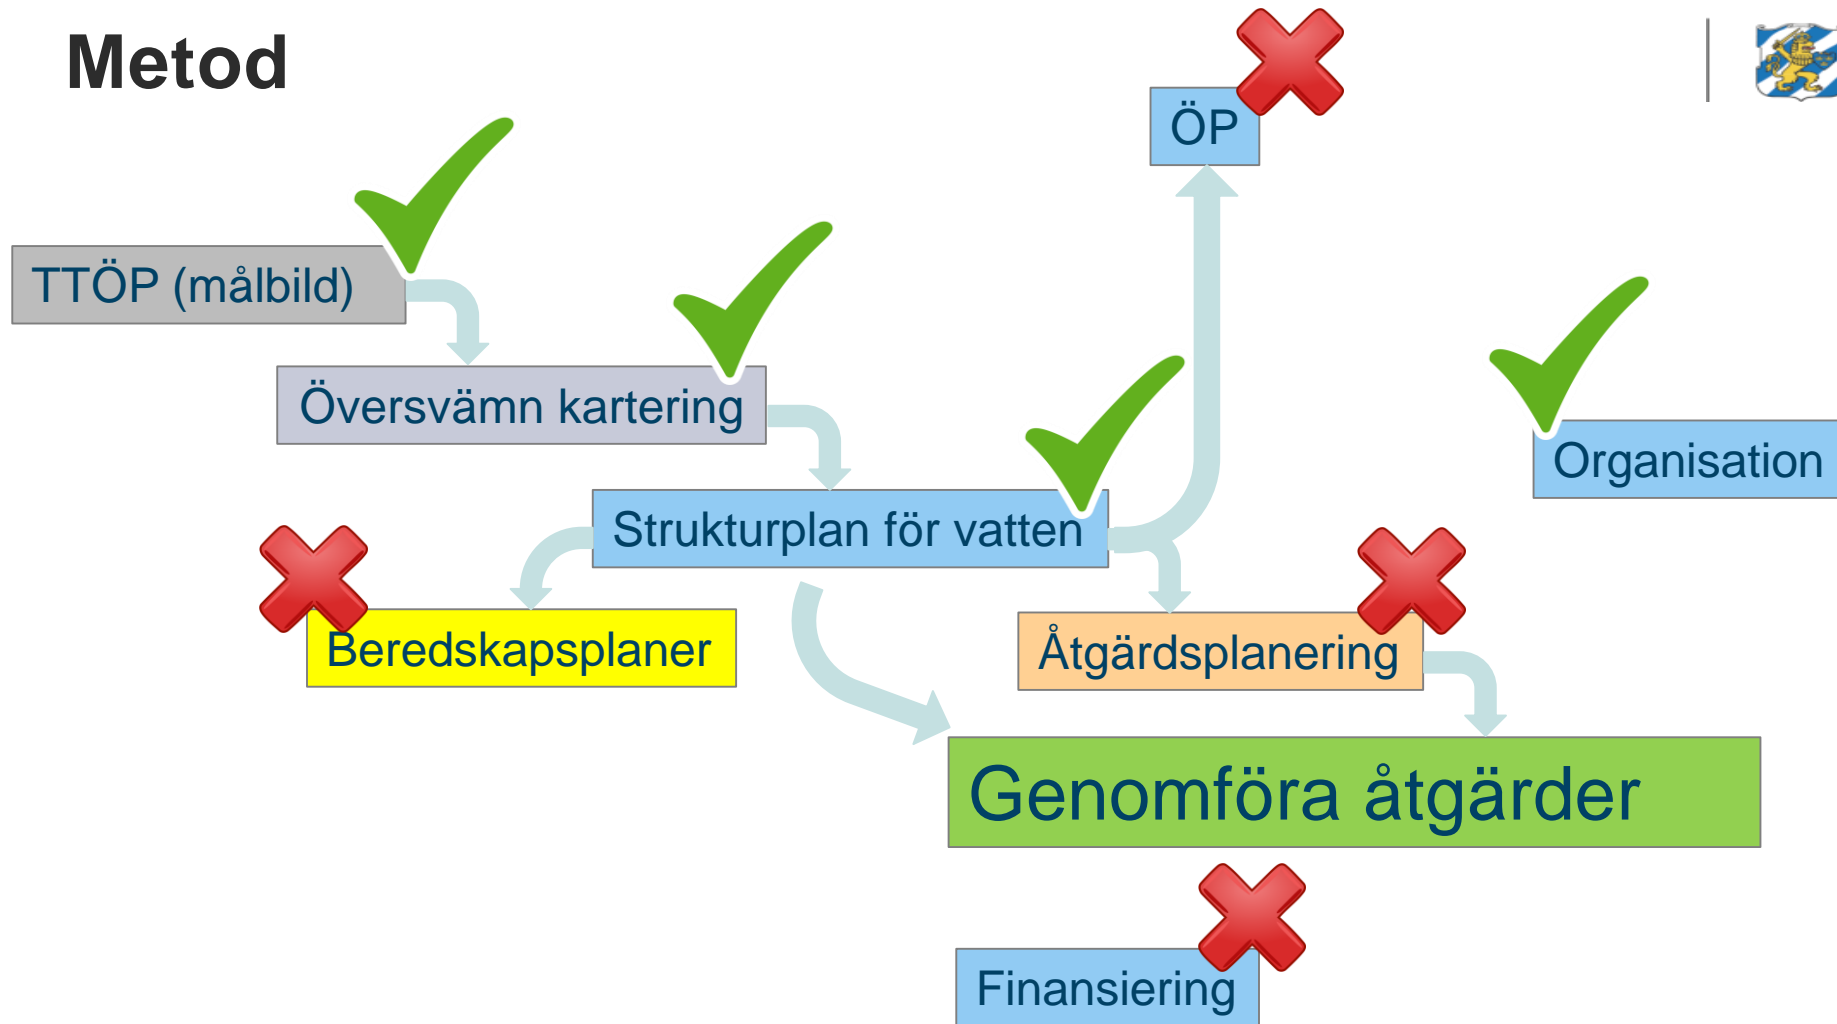 Metod
ÖP
TTÖP (målbild)
Översvämn kartering
Organisation
Strukturplan för vatten
Beredskapsplaner
Åtgärdsplanering
Genomföra åtgärder
Finansiering